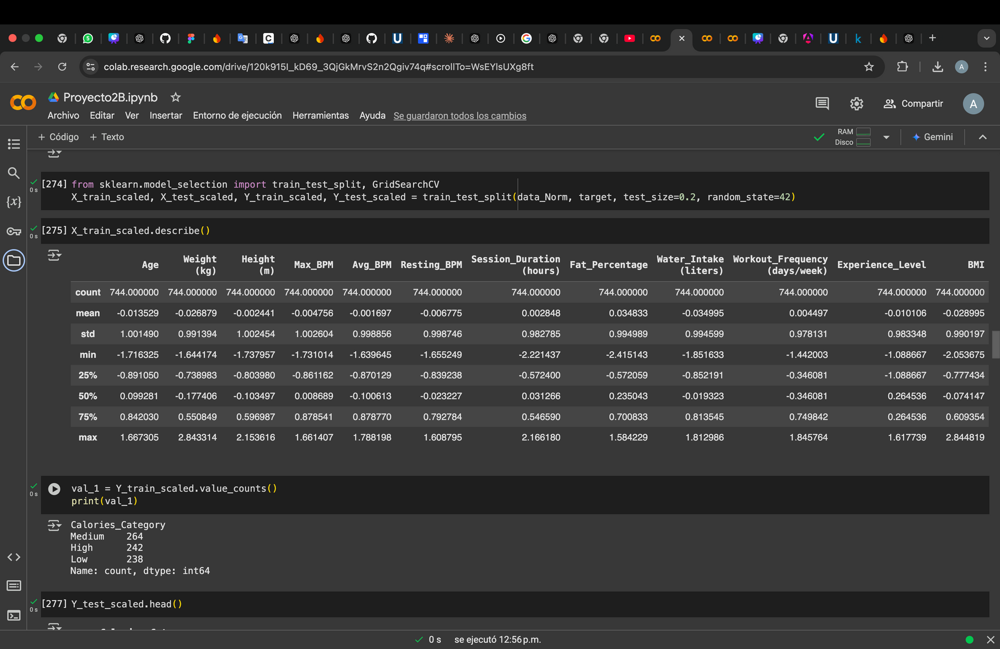 colab.research.google.com/drive/120k915I_kD69_3QjGkMrvS2n2Qgiv74q#scrollTo=WsEYlsUXg8ft
A
Proyecto2B.ipynb
Archivo Editar Ver Insertar Entorno de ejecución Herramientas Ayuda Se guardaron todos los cambios
Compartir
A
+ Código + Texto
RAM
Disco
Gemini
[274] from sklearn.model_selection import train_test_split, GridSearchCV
0 s
X_train_scaled, X_test_scaled, Y_train_scaled, Y_test_scaled = train_test_split(data_Norm, target, test_size=0.2, random_state=42)
[275] X_train_scaled.describe()
0 s
Age Weight (kg) Height (m) Max_BPM Avg_BPM Resting_BPM Session_Duration (hours) Fat_Percentage Water_Intake (liters) Workout_Frequency (days/week) Experience_Level BMI
count 744.000000 744.000000 744.000000 744.000000 744.000000 744.000000 744.000000 744.000000 744.000000 744.000000 744.000000 744.000000
mean -0.013529 -0.026879 -0.002441 -0.004756 -0.001697 -0.006775 0.002848 0.034833 -0.034995 0.004497 -0.010106 -0.028995
std 1.001490 0.991394 1.002454 1.002604 0.998856 0.998746 0.982785 0.994989 0.994599 0.978131 0.983348 0.990197
min -1.716325 -1.644174 -1.737957 -1.731014 -1.639645 -1.655249 -2.221437 -2.415143 -1.851633 -1.442003 -1.088667 -2.053675
25% -0.891050 -0.738983 -0.803980 -0.861162 -0.870129 -0.839238 -0.572400 -0.572059 -0.852191 -0.346081 -1.088667 -0.777434
50% 0.099281 -0.177406 -0.103497 0.008689 -0.100613 -0.023227 0.031266 0.235043 -0.019323 -0.346081 0.264536 -0.074147
75% 0.842030 0.550849 0.596987 0.878541 0.878770 0.792784 0.546590 0.700833 0.813545 0.749842 0.264536 0.609354
max 1.667305 2.843314 2.153616 1.661407 1.788198 1.608795 2.166180 1.584229 1.812986 1.845764 1.617739 2.844819
val_1 = Y_train_scaled.value_counts()
0 s
print(val_1)
Calories_Category
Medium 264
High 242
Low 238
Name: count, dtype: int64
[277] Y_test_scaled.head()
0 s
0 s se ejecutó 12:56 p.m.